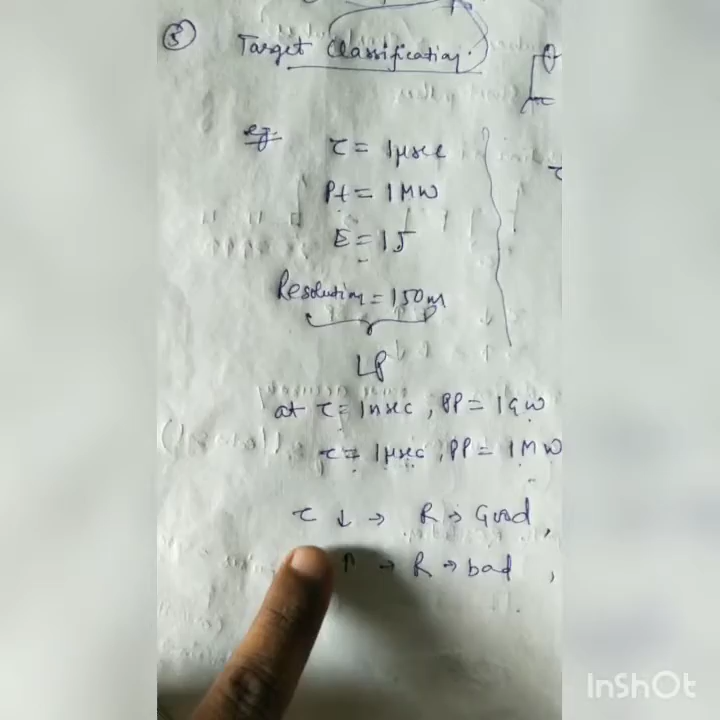 ③ Target Classification.
eg. τ = 1μsec
Pt = 1MW
E = 1J
Resolution = 150m
LP
at τ = 1nsec, PP = 1GW
τ = 1μsec, PP = 1MW
τ ↓ → R → Good,
↑ → R → bad,
InShOt